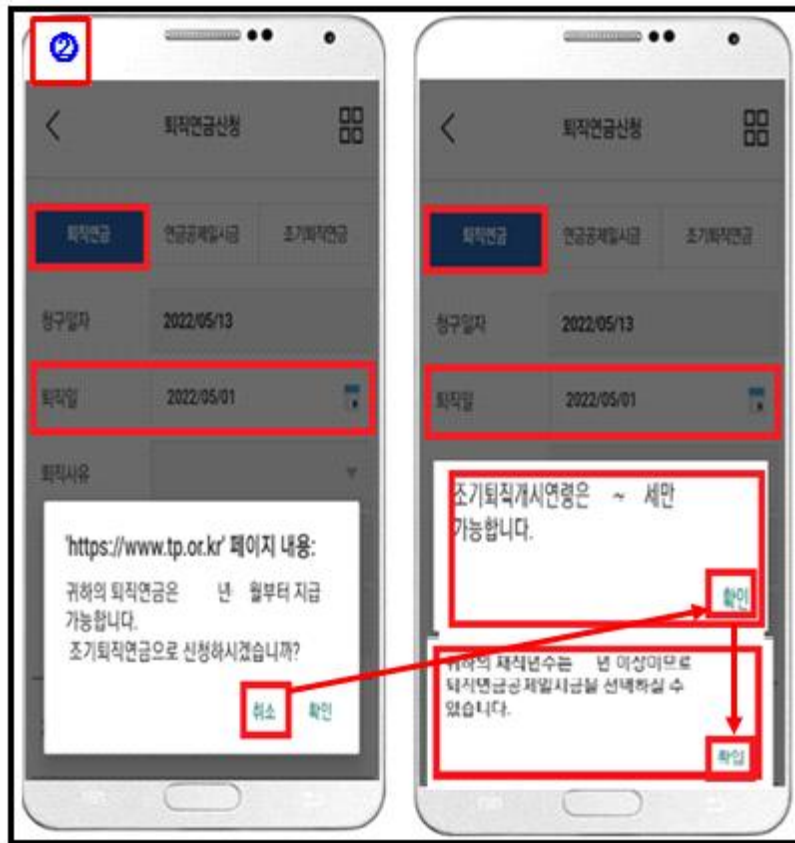 ②
퇴직연금신청
퇴직연금 연금공제일시금 조기퇴직연금
청구일자 2022/05/13
퇴직일 2022/05/01
퇴직사유
'https://www.tp.or.kr' 페이지 내용:
귀하의 퇴직연금은 년 월부터 지급
가능합니다.
조기퇴직연금으로 신청하시겠습니까?
취소 확인
퇴직연금신청
퇴직연금 연금공제일시금 조기퇴직연금
청구일자 2022/05/13
퇴직일 2022/05/01
조기퇴직개시연령은 ~ 세만
가능합니다.
확인
귀하의 재직년수는 년 이상이므로
퇴직연금공제일시금을 선택하실 수
있습니다.
확인